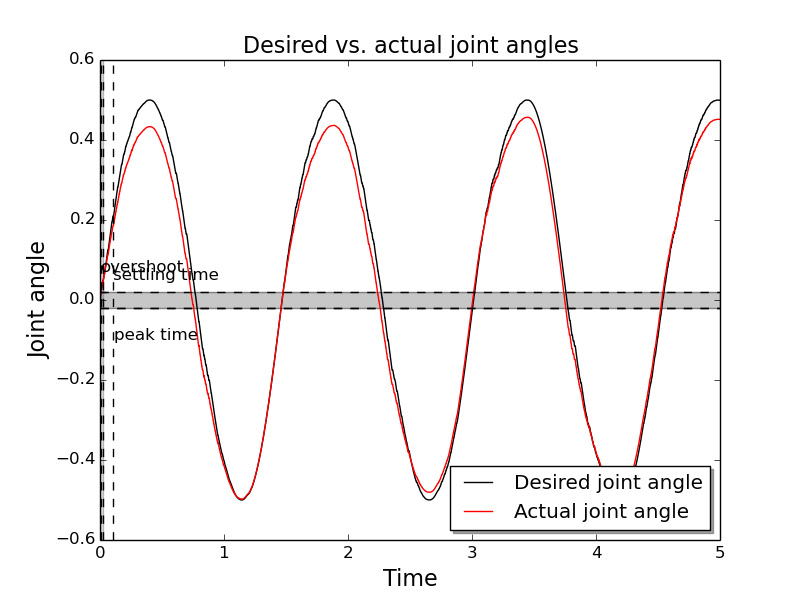 Desired vs. actual joint angles
0.6
0.4
0.2
0.0
−0.2
−0.4
−0.6
Joint angle
overshoot
settling time
peak time
Desired joint angle
Actual joint angle
0 1 2 3 4 5
Time